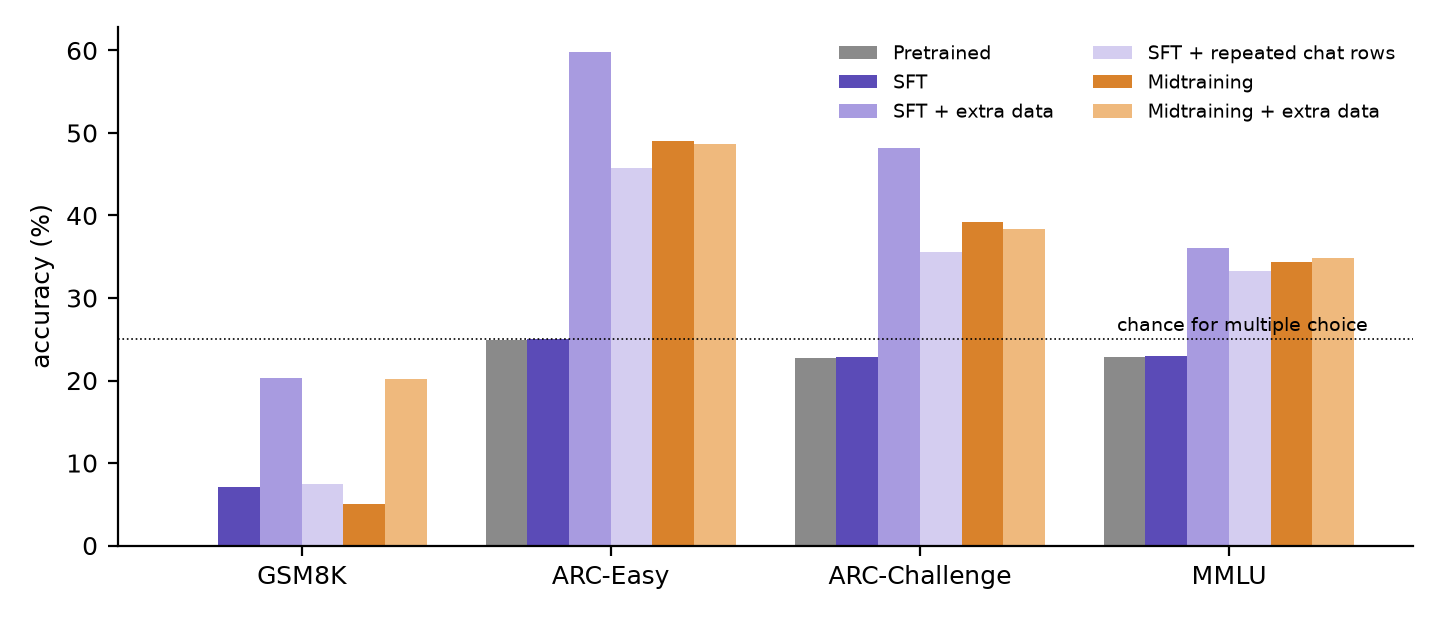 60
50
40
30
20
10
0
accuracy (%)
Pretrained
SFT
SFT + extra data
SFT + repeated chat rows
Midtraining
Midtraining + extra data
chance for multiple choice
GSM8K
ARC-Easy
ARC-Challenge
MMLU